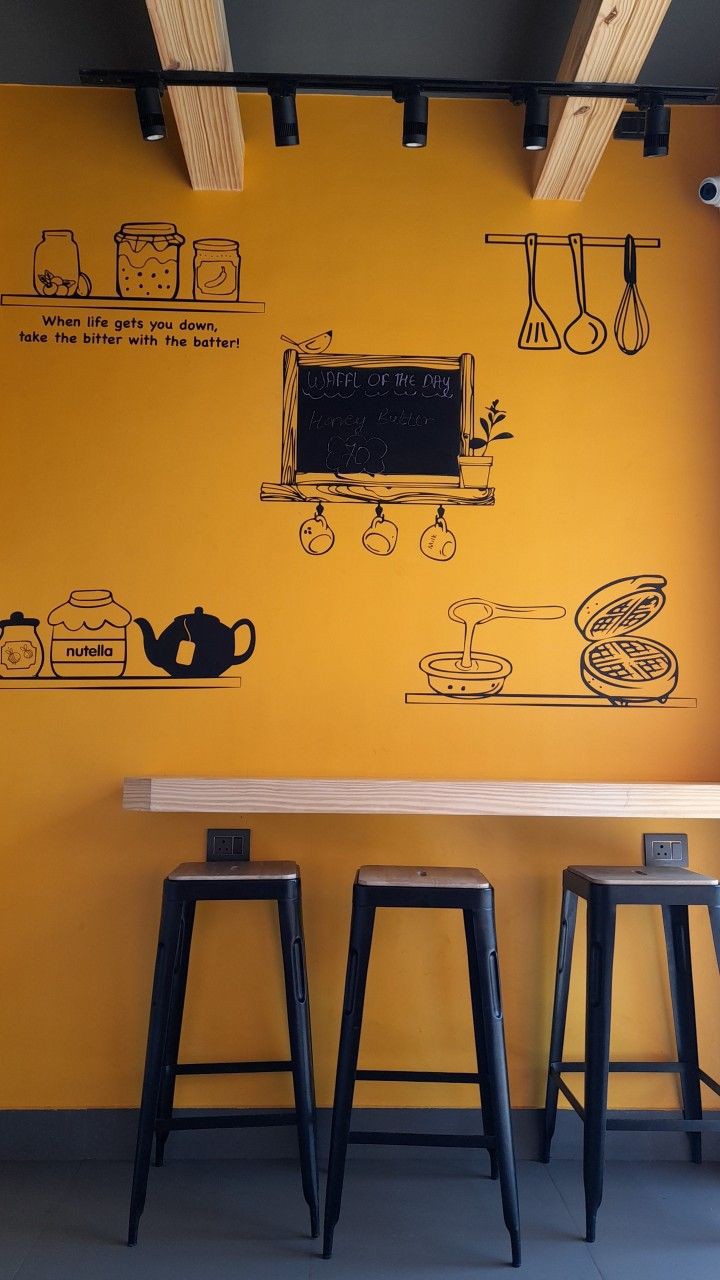 When life gets you down,
take the bitter with the batter!
WAFFL OF THE DAY
Honey Butter
70
Milk
nutella